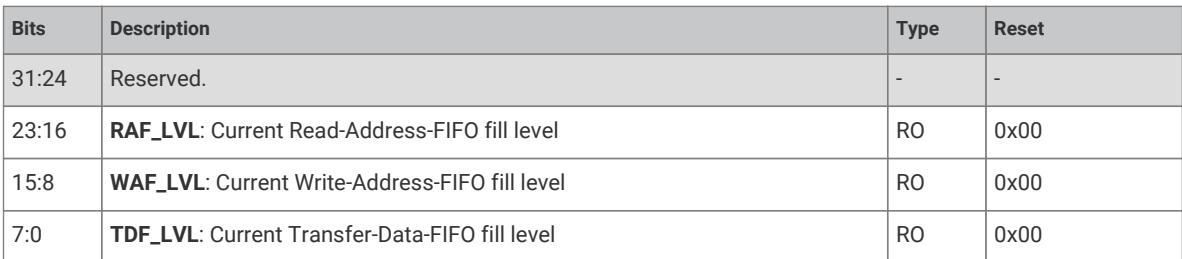 Bits Description Type Reset
31:24 Reserved. - -
23:16 RAF_LVL: Current Read-Address-FIFO fill level RO 0x00
15:8 WAF_LVL: Current Write-Address-FIFO fill level RO 0x00
7:0 TDF_LVL: Current Transfer-Data-FIFO fill level RO 0x00